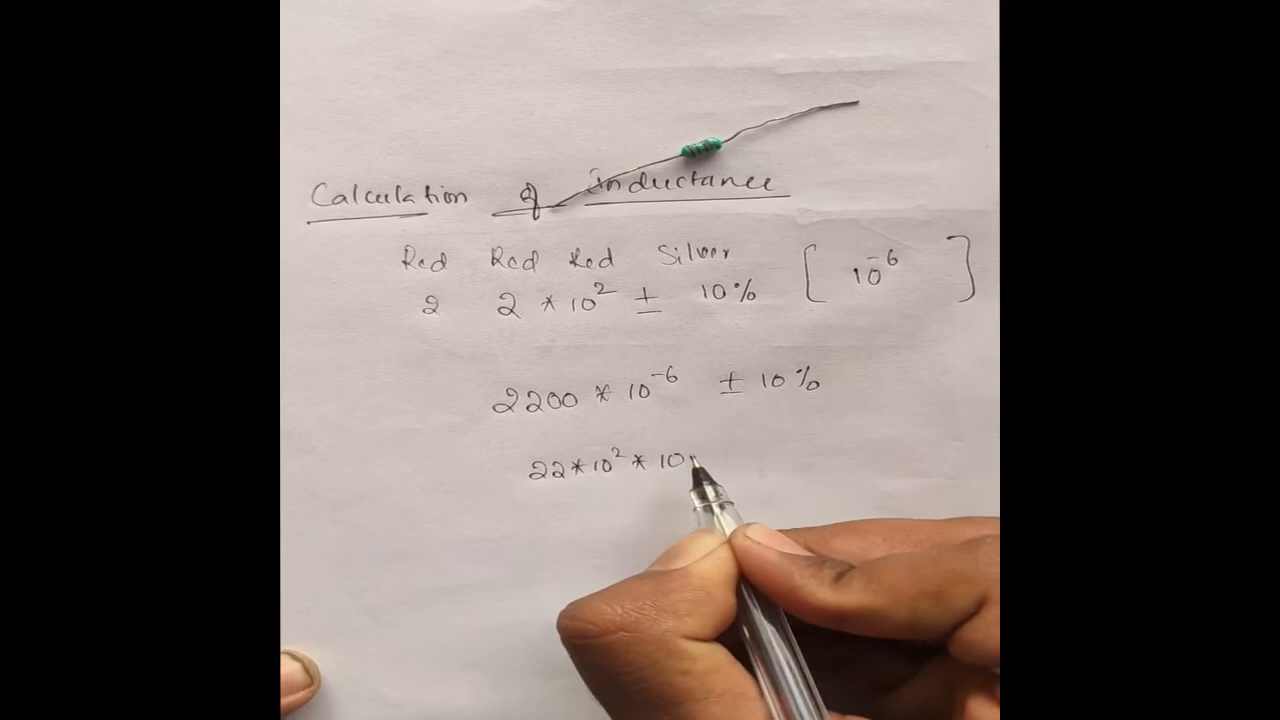 Calculation of inductance
Red Red Red Silver
2 2 * 10² ± 10% [ 10⁻⁶ ]
2200 * 10⁻⁶ ± 10%
22 * 10² * 10